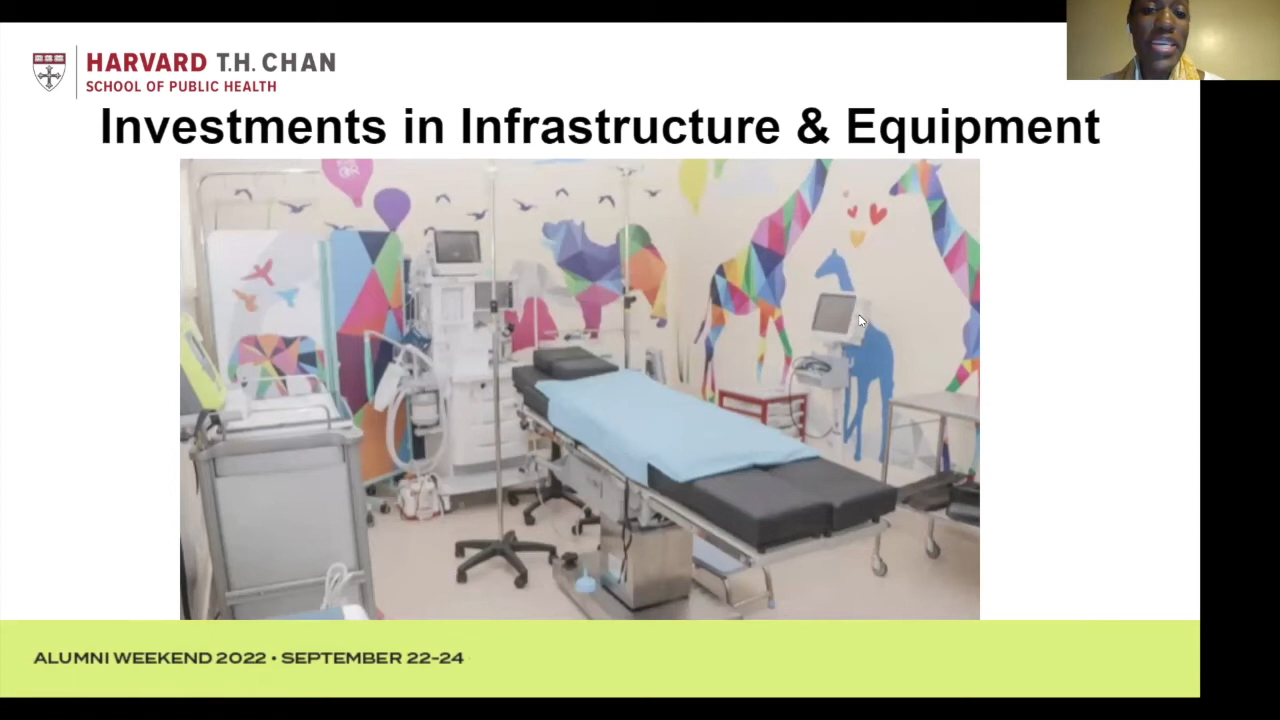 HARVARD T.H. CHAN
SCHOOL OF PUBLIC HEALTH
Investments in Infrastructure & Equipment
ALUMNI WEEKEND 2022 • SEPTEMBER 22-24